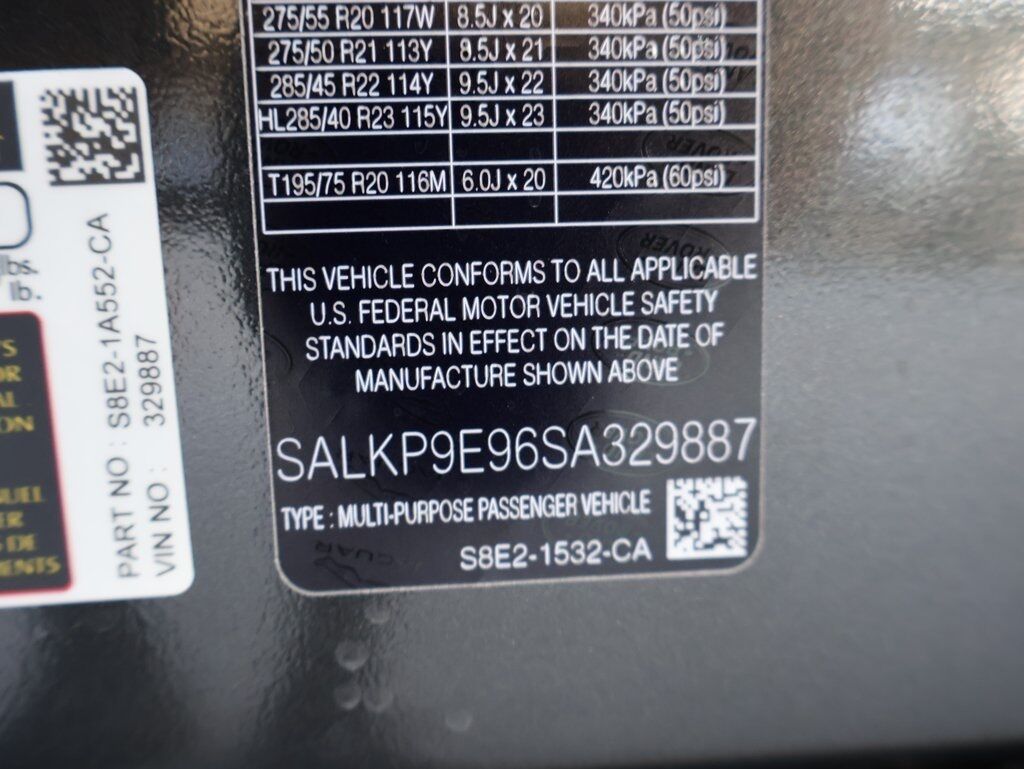 275/55 R20 117W 8.5J x 20 340kPa (50psi)
275/50 R21 113Y 8.5J x 21 340kPa (50psi)
285/45 R22 114Y 9.5J x 22 340kPa (50psi)
HL285/40 R23 115Y 9.5J x 23 340kPa (50psi)
T195/75 R20 116M 6.0J x 20 420kPa (60psi)
THIS VEHICLE CONFORMS TO ALL APPLICABLE
U.S. FEDERAL MOTOR VEHICLE SAFETY
STANDARDS IN EFFECT ON THE DATE OF
MANUFACTURE SHOWN ABOVE
SALKP9E96SA329887
TYPE : MULTI-PURPOSE PASSENGER VEHICLE
S8E2-1532-CA
PART NO : S8E2-1A552-CA
VIN NO : 329887
lbs.
lb.
DE
ROVER